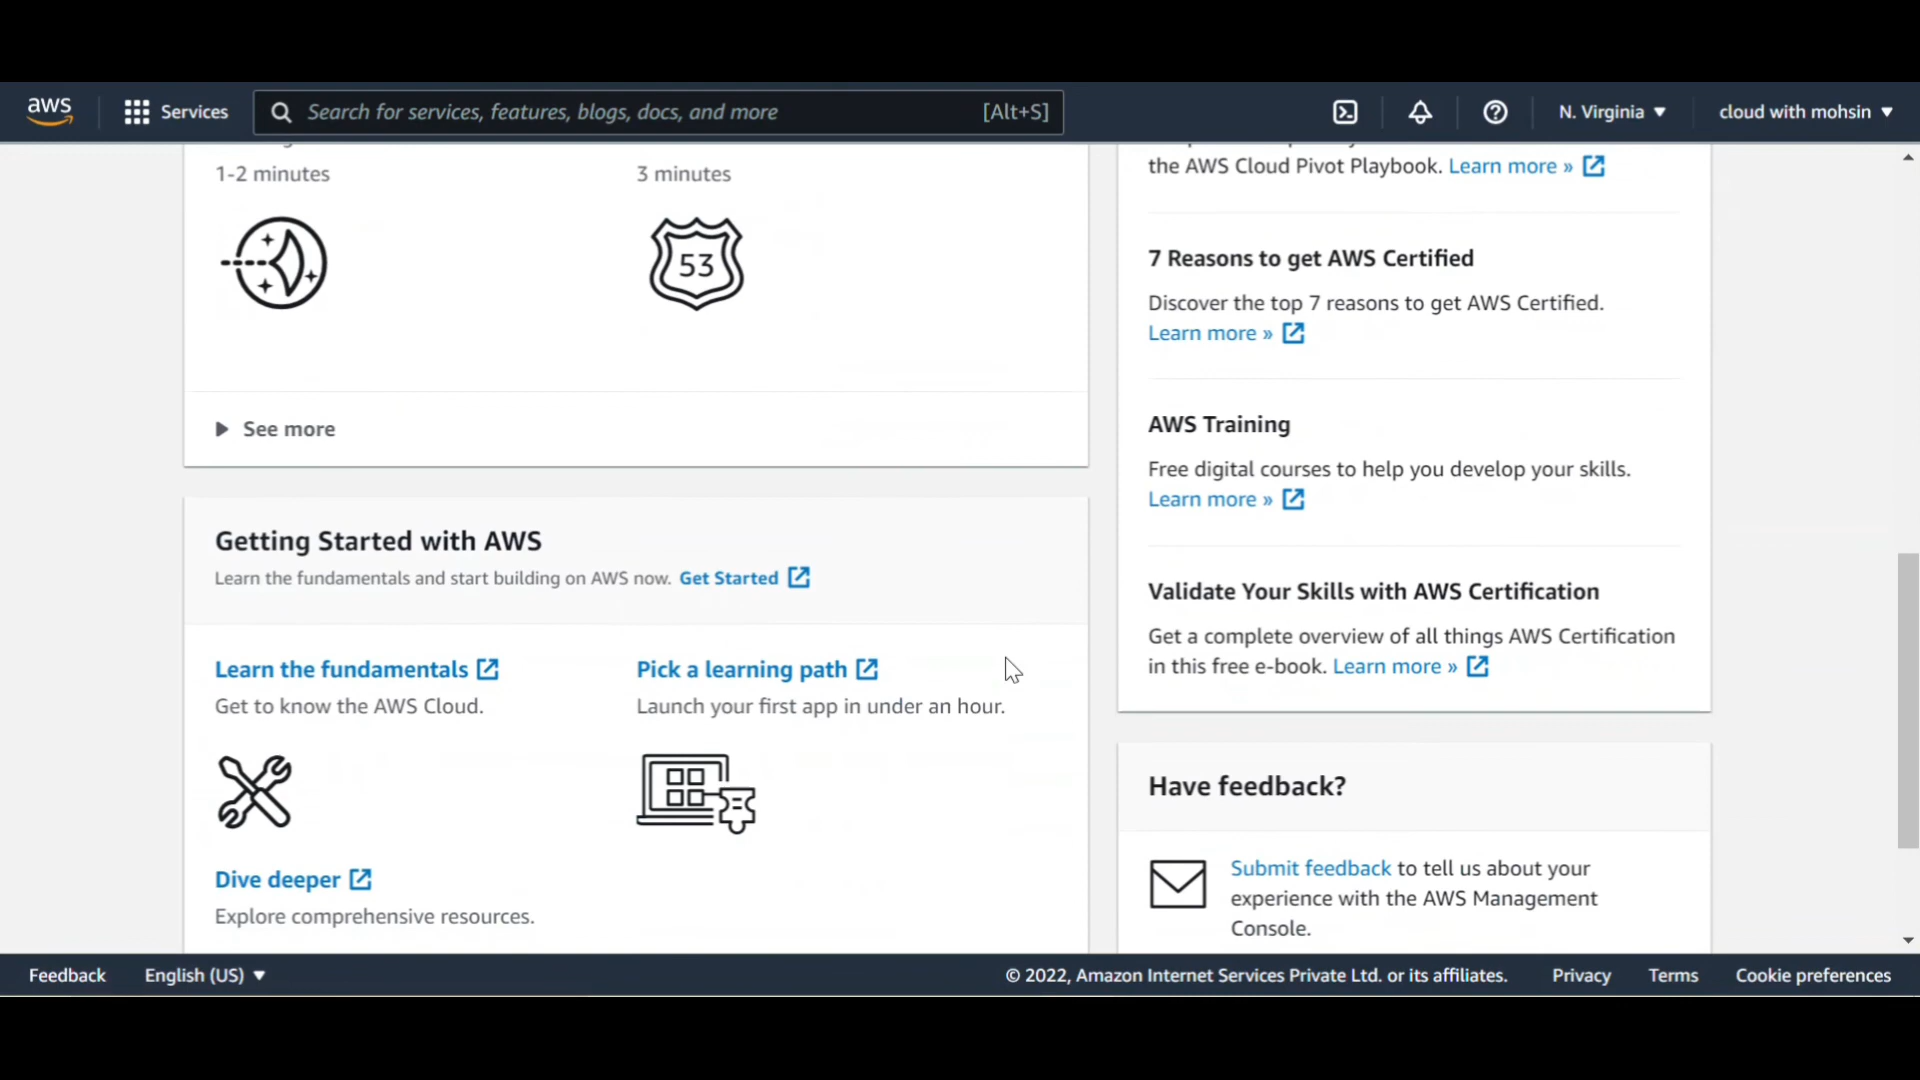 aws Services Search for services, features, blogs, docs, and more [Alt+S] N. Virginia cloud with mohsin
1-2 minutes
3 minutes
53
See more
Getting Started with AWS
Learn the fundamentals and start building on AWS now. Get Started
Learn the fundamentals
Get to know the AWS Cloud.
Pick a learning path
Launch your first app in under an hour.
Dive deeper
Explore comprehensive resources.
the AWS Cloud Pivot Playbook. Learn more »
7 Reasons to get AWS Certified
Discover the top 7 reasons to get AWS Certified.
Learn more »
AWS Training
Free digital courses to help you develop your skills.
Learn more »
Validate Your Skills with AWS Certification
Get a complete overview of all things AWS Certification
in this free e-book. Learn more »
Have feedback?
Submit feedback to tell us about your
experience with the AWS Management
Console.
Feedback English (US) © 2022, Amazon Internet Services Private Ltd. or its affiliates. Privacy Terms Cookie preferences